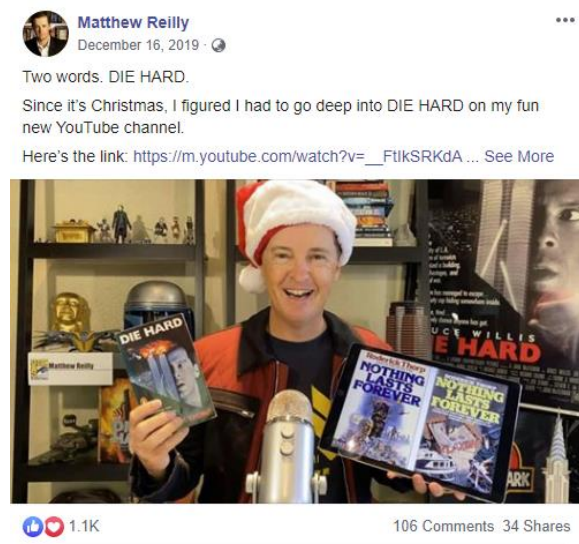 Matthew Reilly
December 16, 2019
Two words. DIE HARD.
Since it's Christmas, I figured I had to go deep into DIE HARD on my fun
new YouTube channel.
Here's the link: https://m.youtube.com/watch?v=__FtlkSRKdA ... See More
DIE HARD
Matthew Reilly
Roderick Thorp
NOTHING
LASTS
FOREVER
NOTHING
LASTS
FOREVER
UCE WILLIS
E HARD
ARK
1.1K
106 Comments 34 Shares